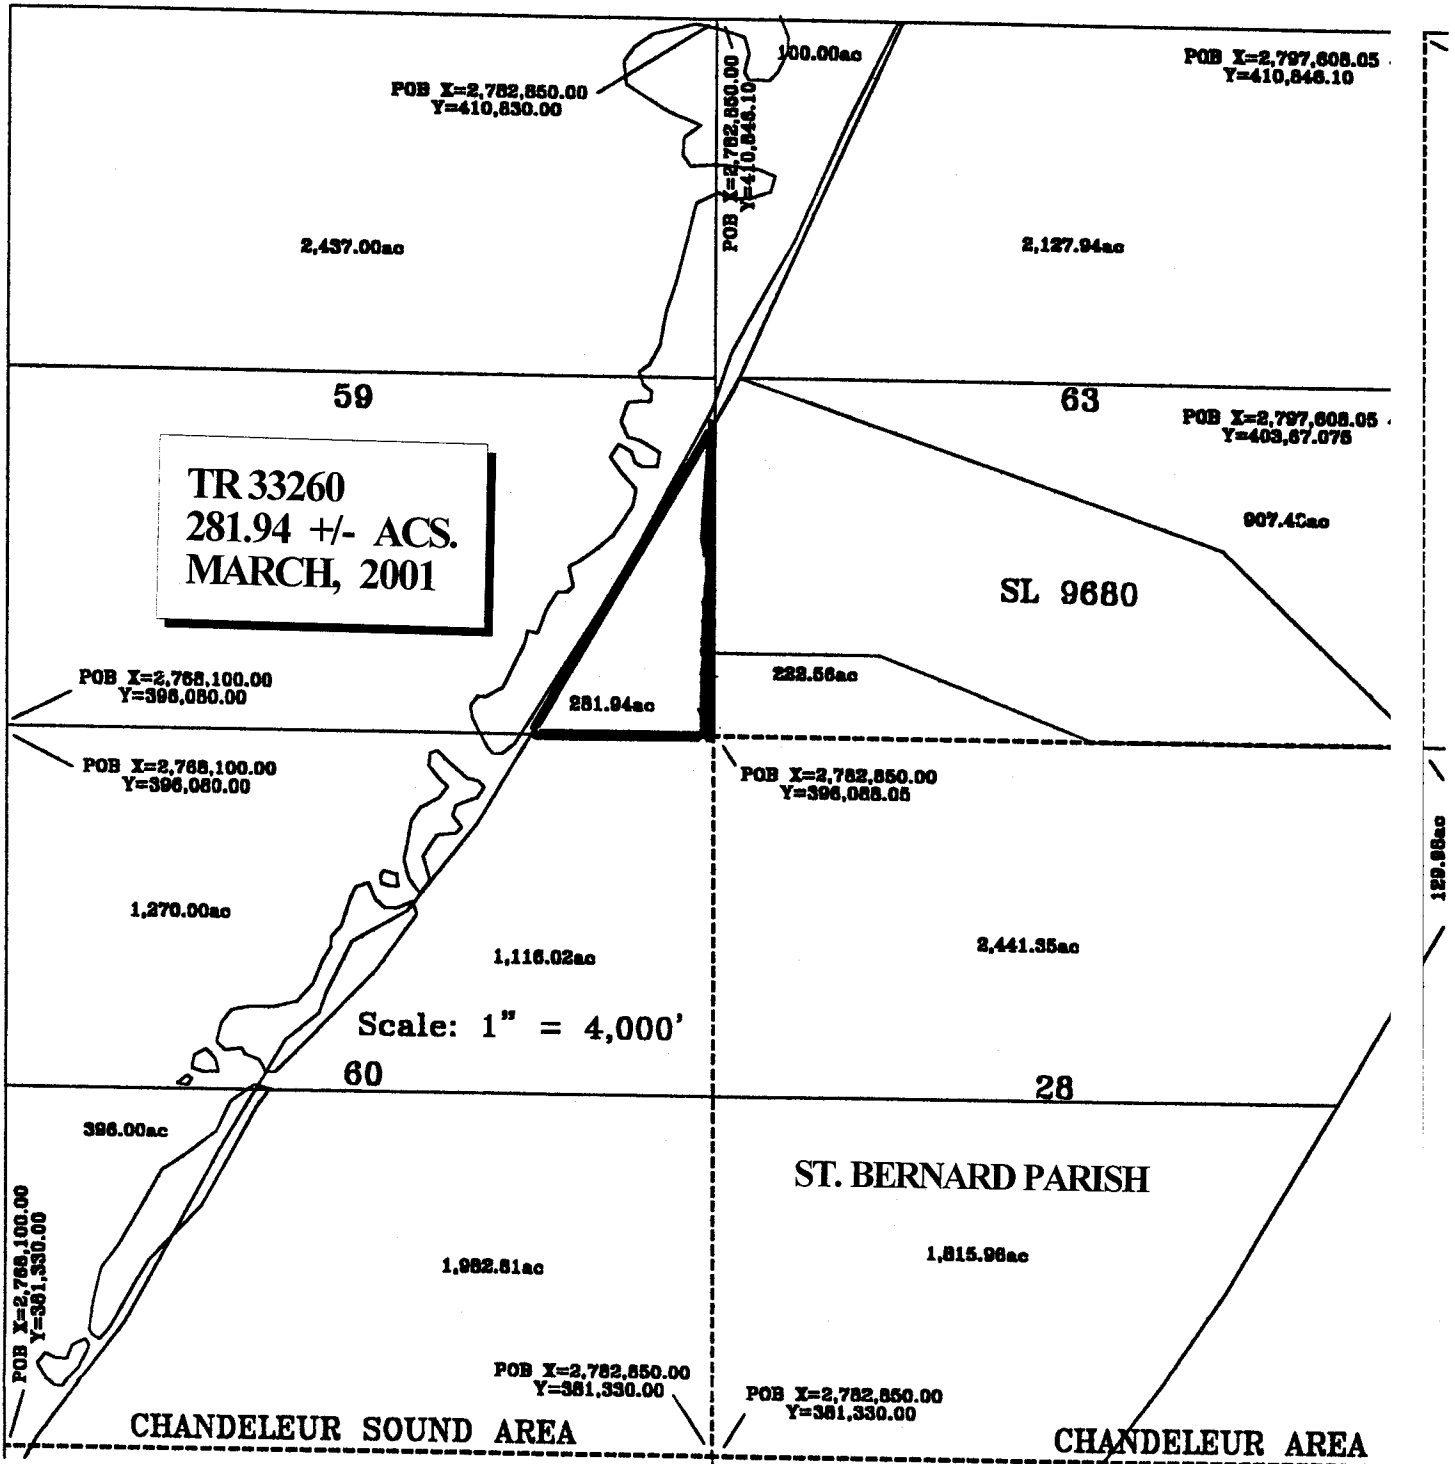 100.00ac
POB X=2,797,608.05
Y=410,846.10
POB X=2,782,850.00
Y=410,830.00
POB X=2,782,850.00
Y=410,846.10
2,437.00ac
2,127.94ac
59
63
POB X=2,797,608.05
Y=403,67.075
TR 33260
281.94 +/- ACS.
MARCH, 2001
SL 9680
POB X=2,768,100.00
Y=396,080.00
281.94ac
222.56ac
POB X=2,768,100.00
Y=396,080.00
POB X=2,782,850.00
Y=396,088.05
129.98ac
1,270.00ac
1,116.02ac
2,441.35ac
Scale: 1" = 4,000'
60
28
396.00ac
ST. BERNARD PARISH
POB X=2,768,100.00
Y=381,330.00
1,982.81ac
1,815.96ac
POB X=2,782,850.00
Y=381,330.00
POB X=2,782,850.00
Y=381,330.00
CHANDELEUR SOUND AREA
CHANDELEUR AREA